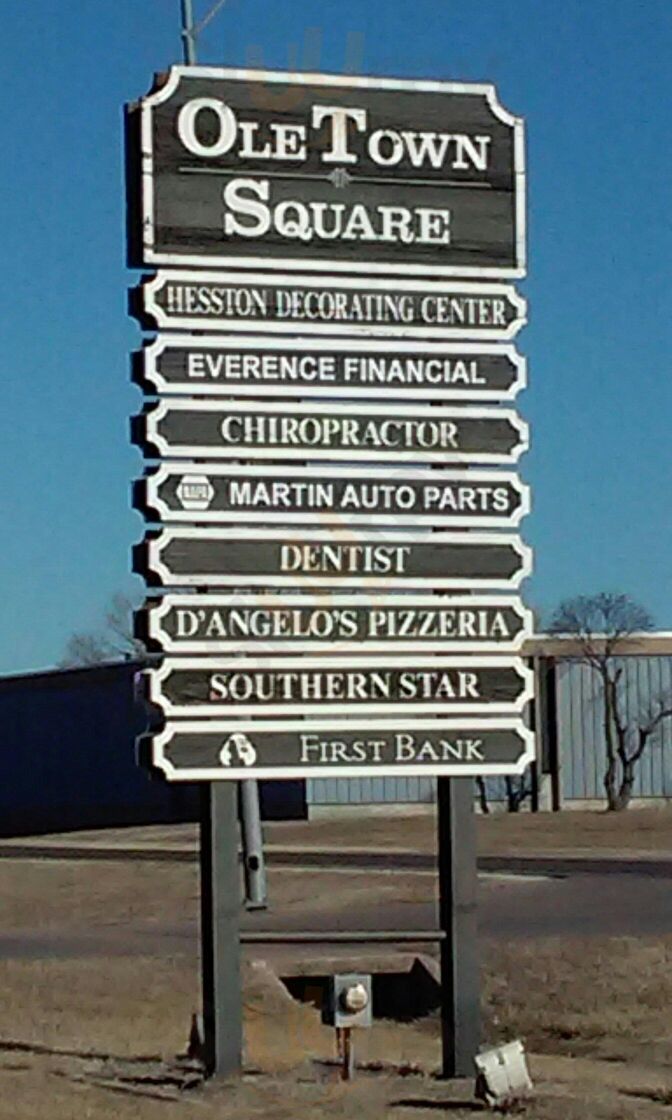 OLE TOWN
SQUARE
HESSTON DECORATING CENTER
EVERENCE FINANCIAL
CHIROPRACTOR
NAPA MARTIN AUTO PARTS
DENTIST
D'ANGELO'S PIZZERIA
SOUTHERN STAR
FIRST BANK